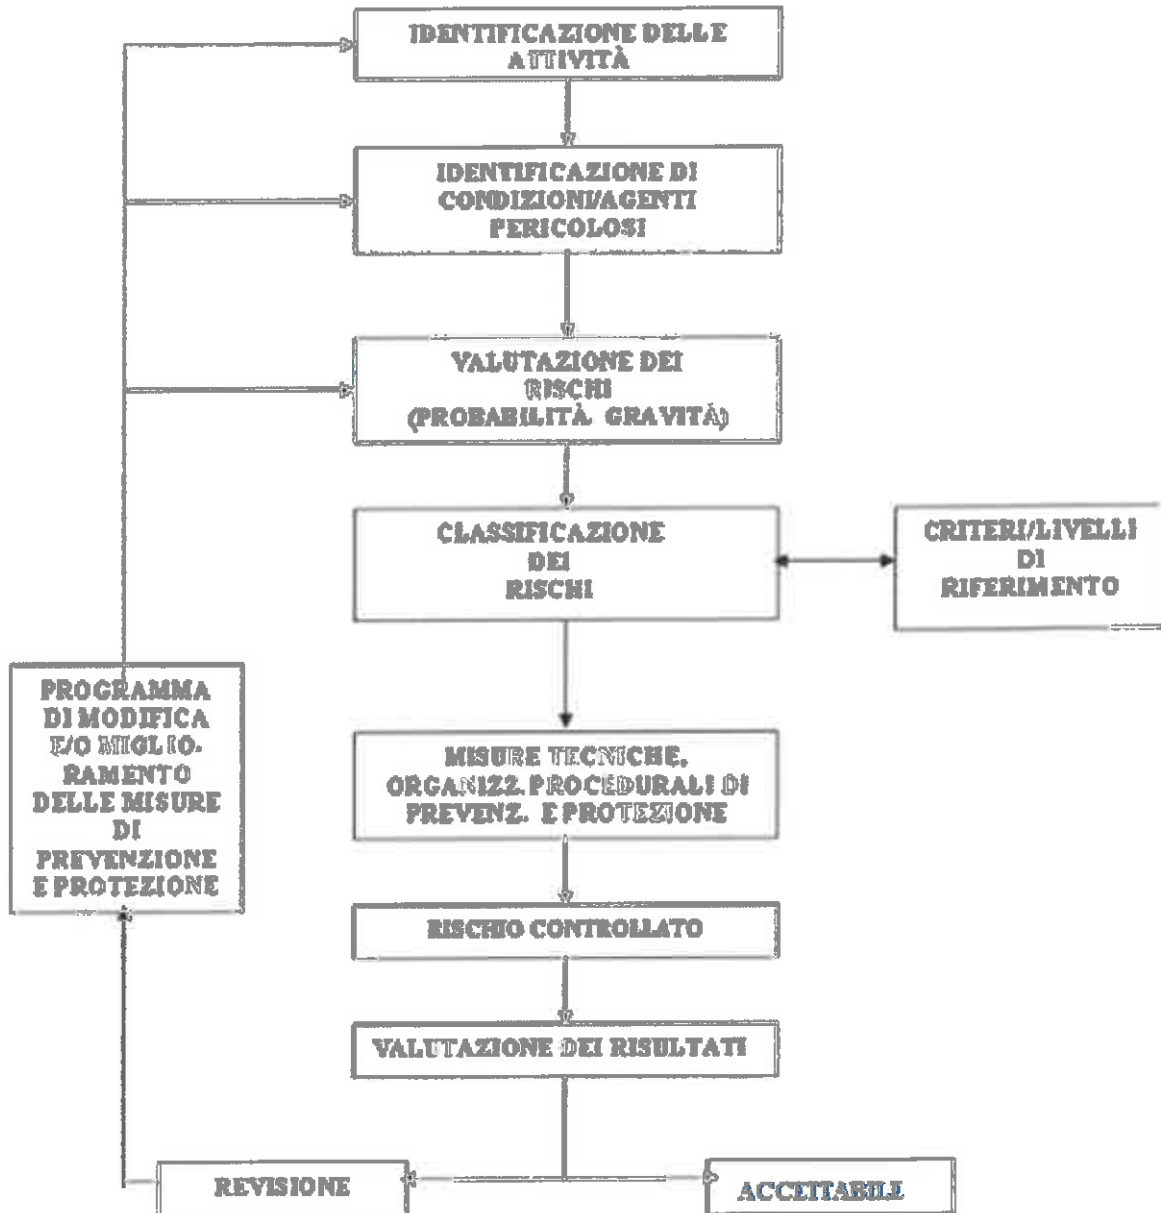 IDENTIFICAZIONE DELLE
ATTIVITÀ
IDENTIFICAZIONE DI
CONDIZIONI/AGENTI
PERICOLOSI
VALUTAZIONE DEI
RISCHI
(PROBABILITÀ GRAVITÀ)
CLASSIFICAZIONE
DEI
RISCHI
CRITERI/LIVELLI
DI
RIFERIMENTO
PROGRAMMA
DI MODIFICA
E/O MIGLIO-
RAMENTO
DELLE MISURE
DI
PREVENZIONE
E PROTEZIONE
MISURE TECNICHE,
ORGANIZZ. PROCEDURALI DI
PREVENZ. E PROTEZIONE
RISCHIO CONTROLLATO
VALUTAZIONE DEI RISULTATI
REVISIONE
ACCETTABILE